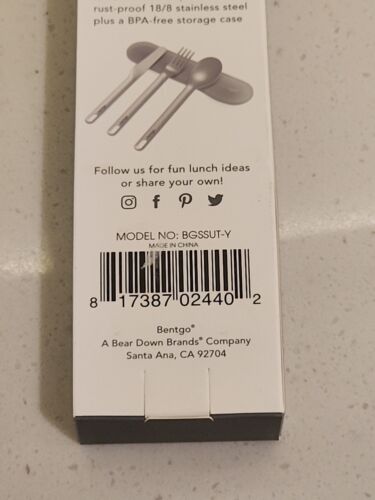 rust-proof 18/8 stainless steel
plus a BPA-free storage case
Follow us for fun lunch ideas
or share your own!
MODEL NO: BGSSUT-Y
MADE IN CHINA
8 17387 02440 2
Bentgo®
A Bear Down Brands® Company
Santa Ana, CA 92704